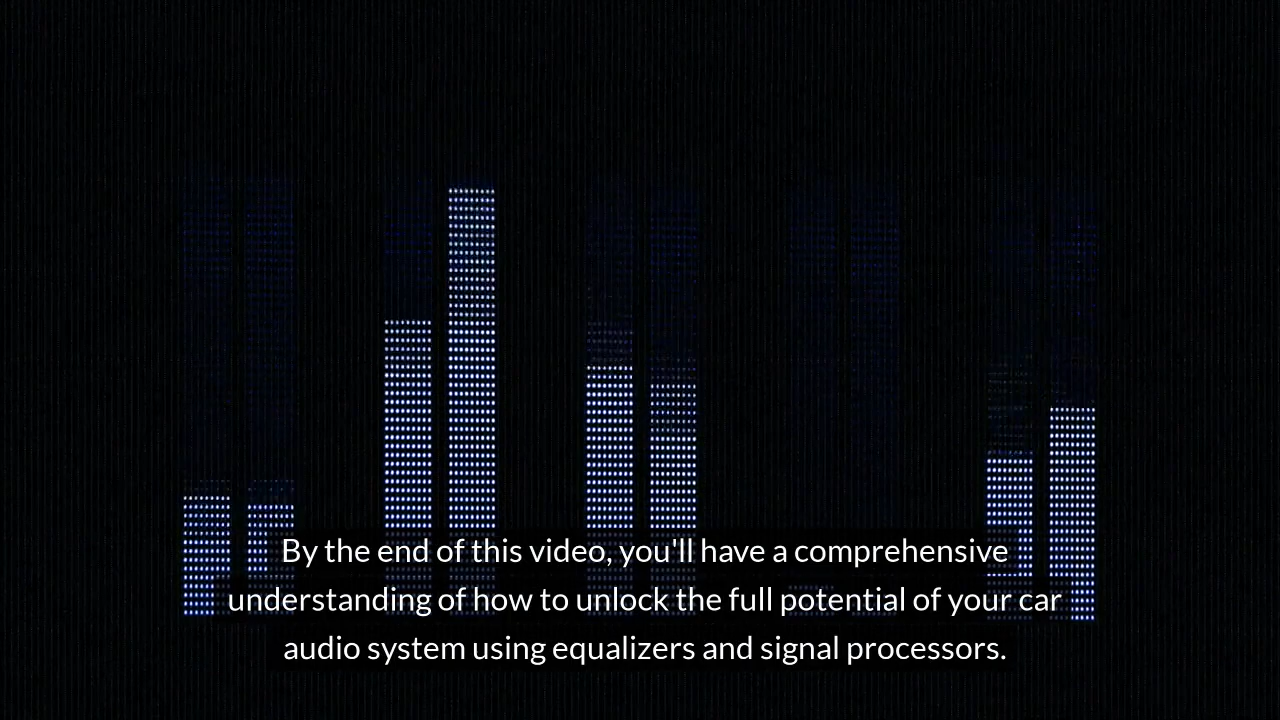 By the end of this video, you'll have a comprehensive
understanding of how to unlock the full potential of your car
audio system using equalizers and signal processors.